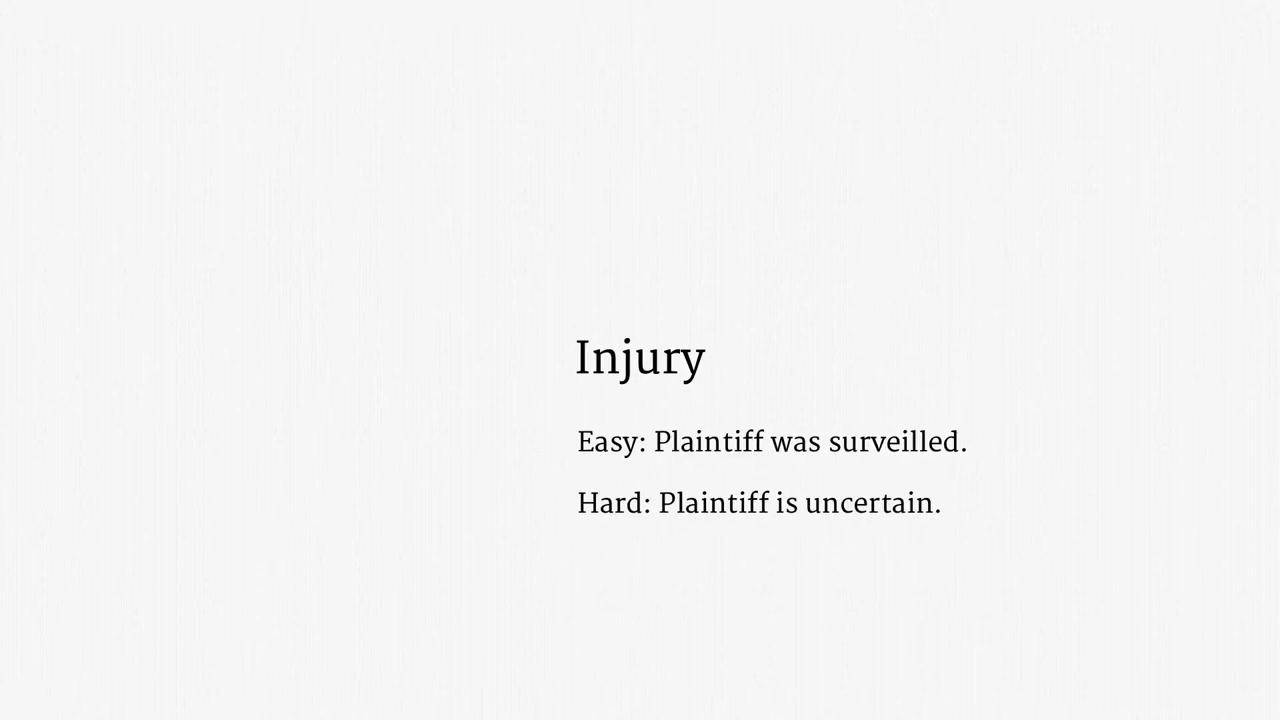 Injury
Easy: Plaintiff was surveilled.
Hard: Plaintiff is uncertain.